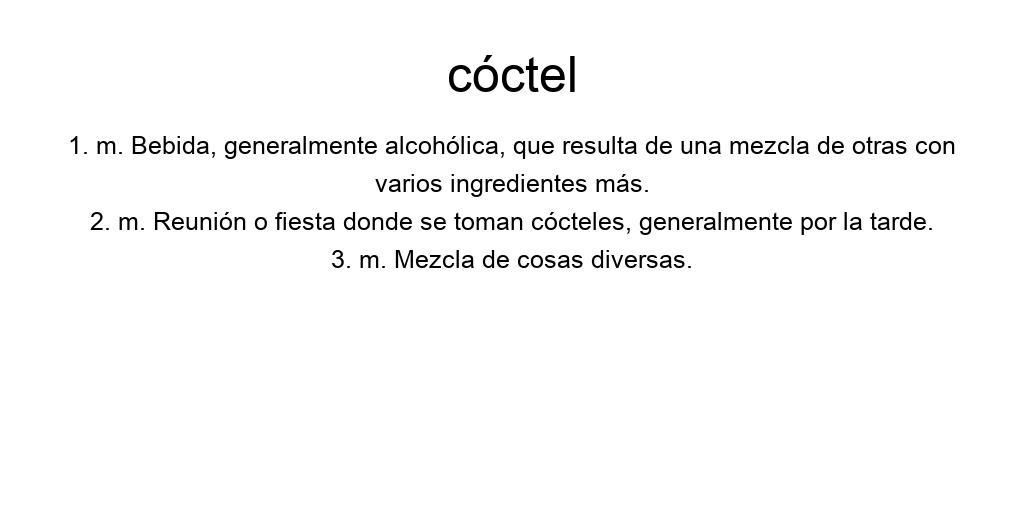 cóctel
1. m. Bebida, generalmente alcohólica, que resulta de una mezcla de otras con
varios ingredientes más.
2. m. Reunión o fiesta donde se toman cócteles, generalmente por la tarde.
3. m. Mezcla de cosas diversas.